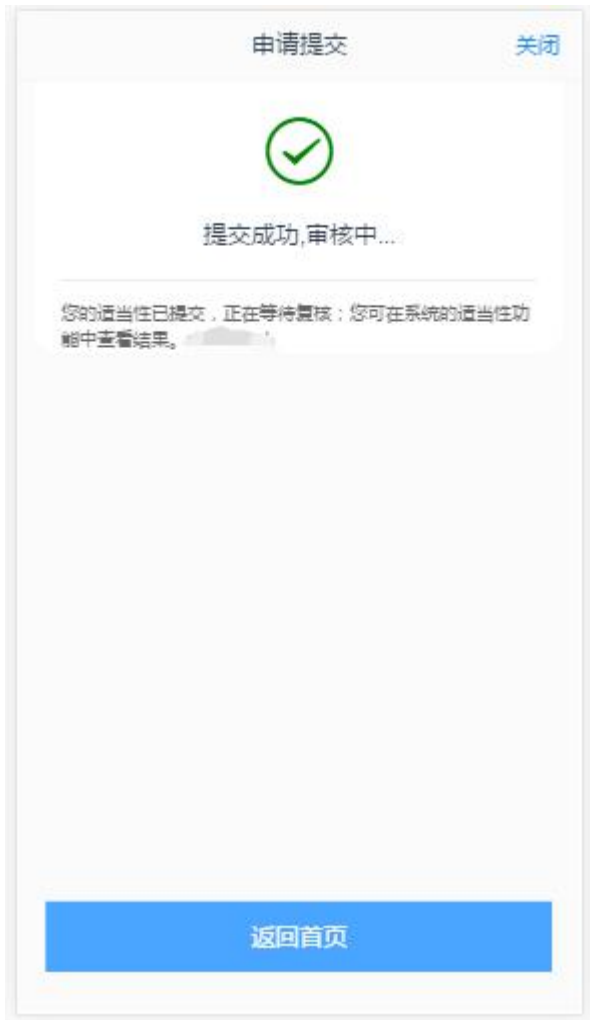 申请提交
关闭
提交成功,审核中...
您的适当性已提交，正在等待复核；您可在系统的适当性功
能中查看结果。
返回首页